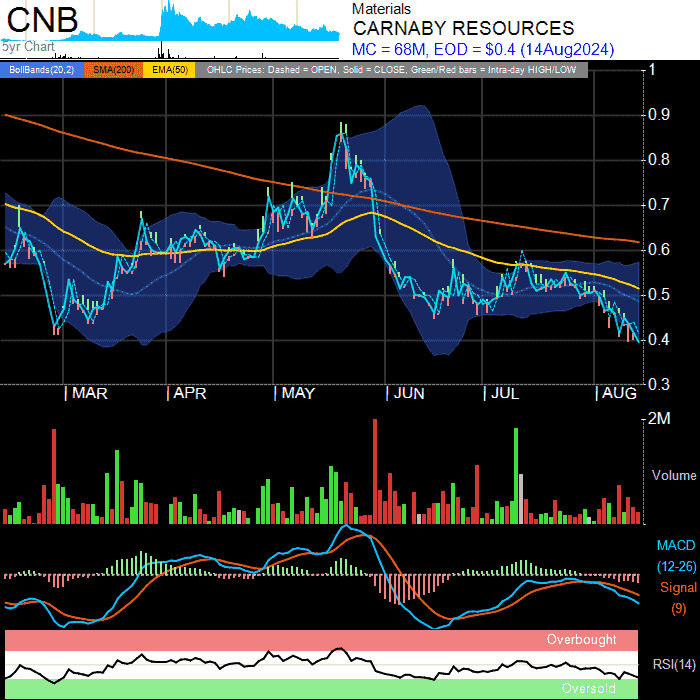 CNB
5yr Chart
Materials
CARNABY RESOURCES
MC = 68M, EOD = $0.4 (14Aug2024)
BollBands(20,2) SMA(200) EMA(50) OHLC Prices: Dashed = OPEN, Solid = CLOSE, Green/Red bars = Intra-day HIGH/LOW
1
0.9
0.8
0.7
0.6
0.5
0.4
0.3
| MAR | APR | MAY | JUN | JUL | AUG
2M
Volume
MACD
(12-26)
Signal
(9)
Overbought
RSI(14)
Oversold